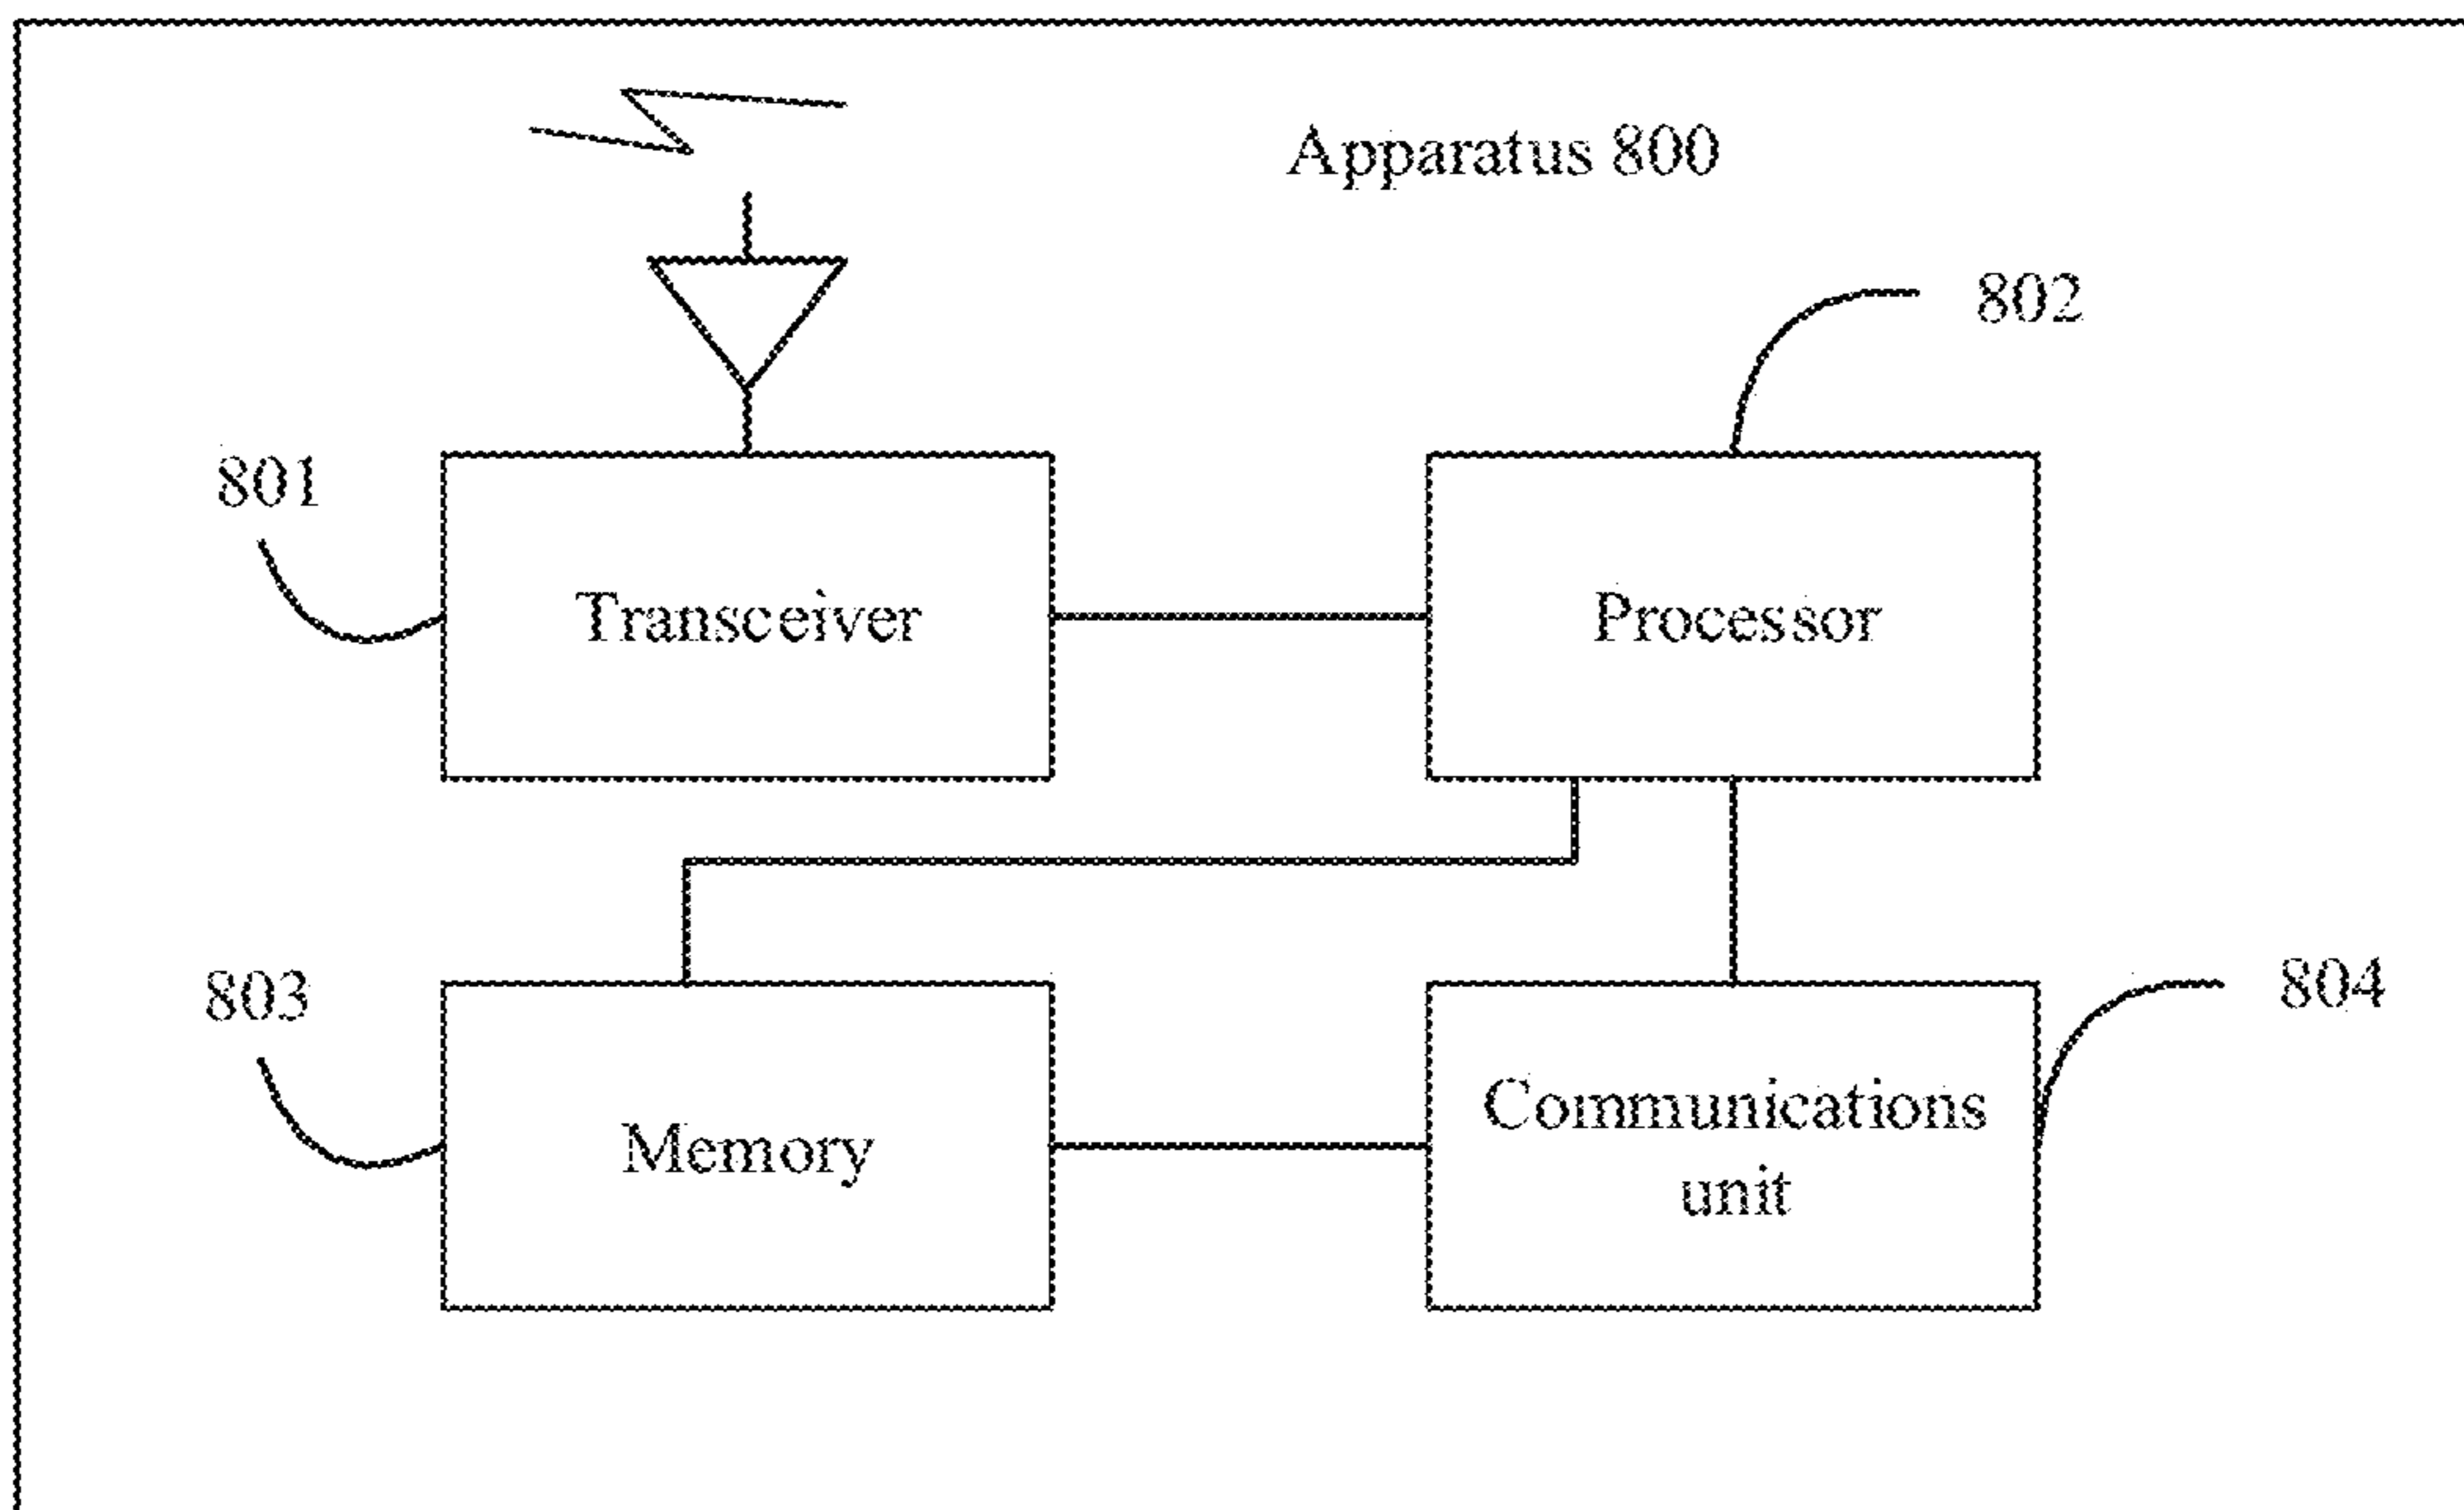 Apparatus 800
802
801
Transceiver
Processor
803
804
Memory
Communications
unit